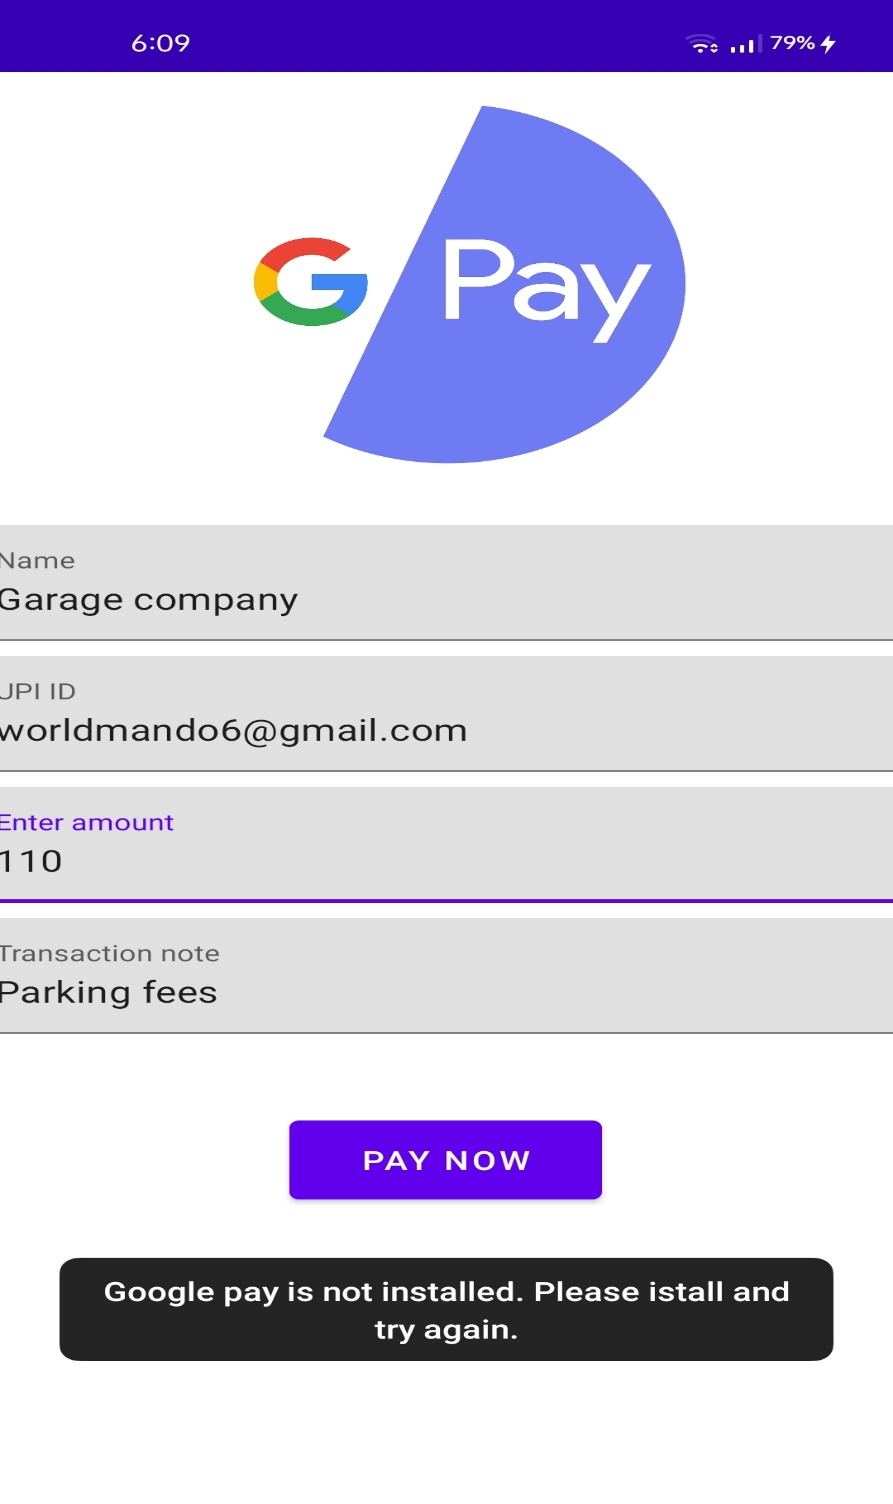 6:09
79%
G Pay
Name
Garage company
UPI ID
worldmando6@gmail.com
Enter amount
110
Transaction note
Parking fees
PAY NOW
Google pay is not installed. Please istall and
try again.